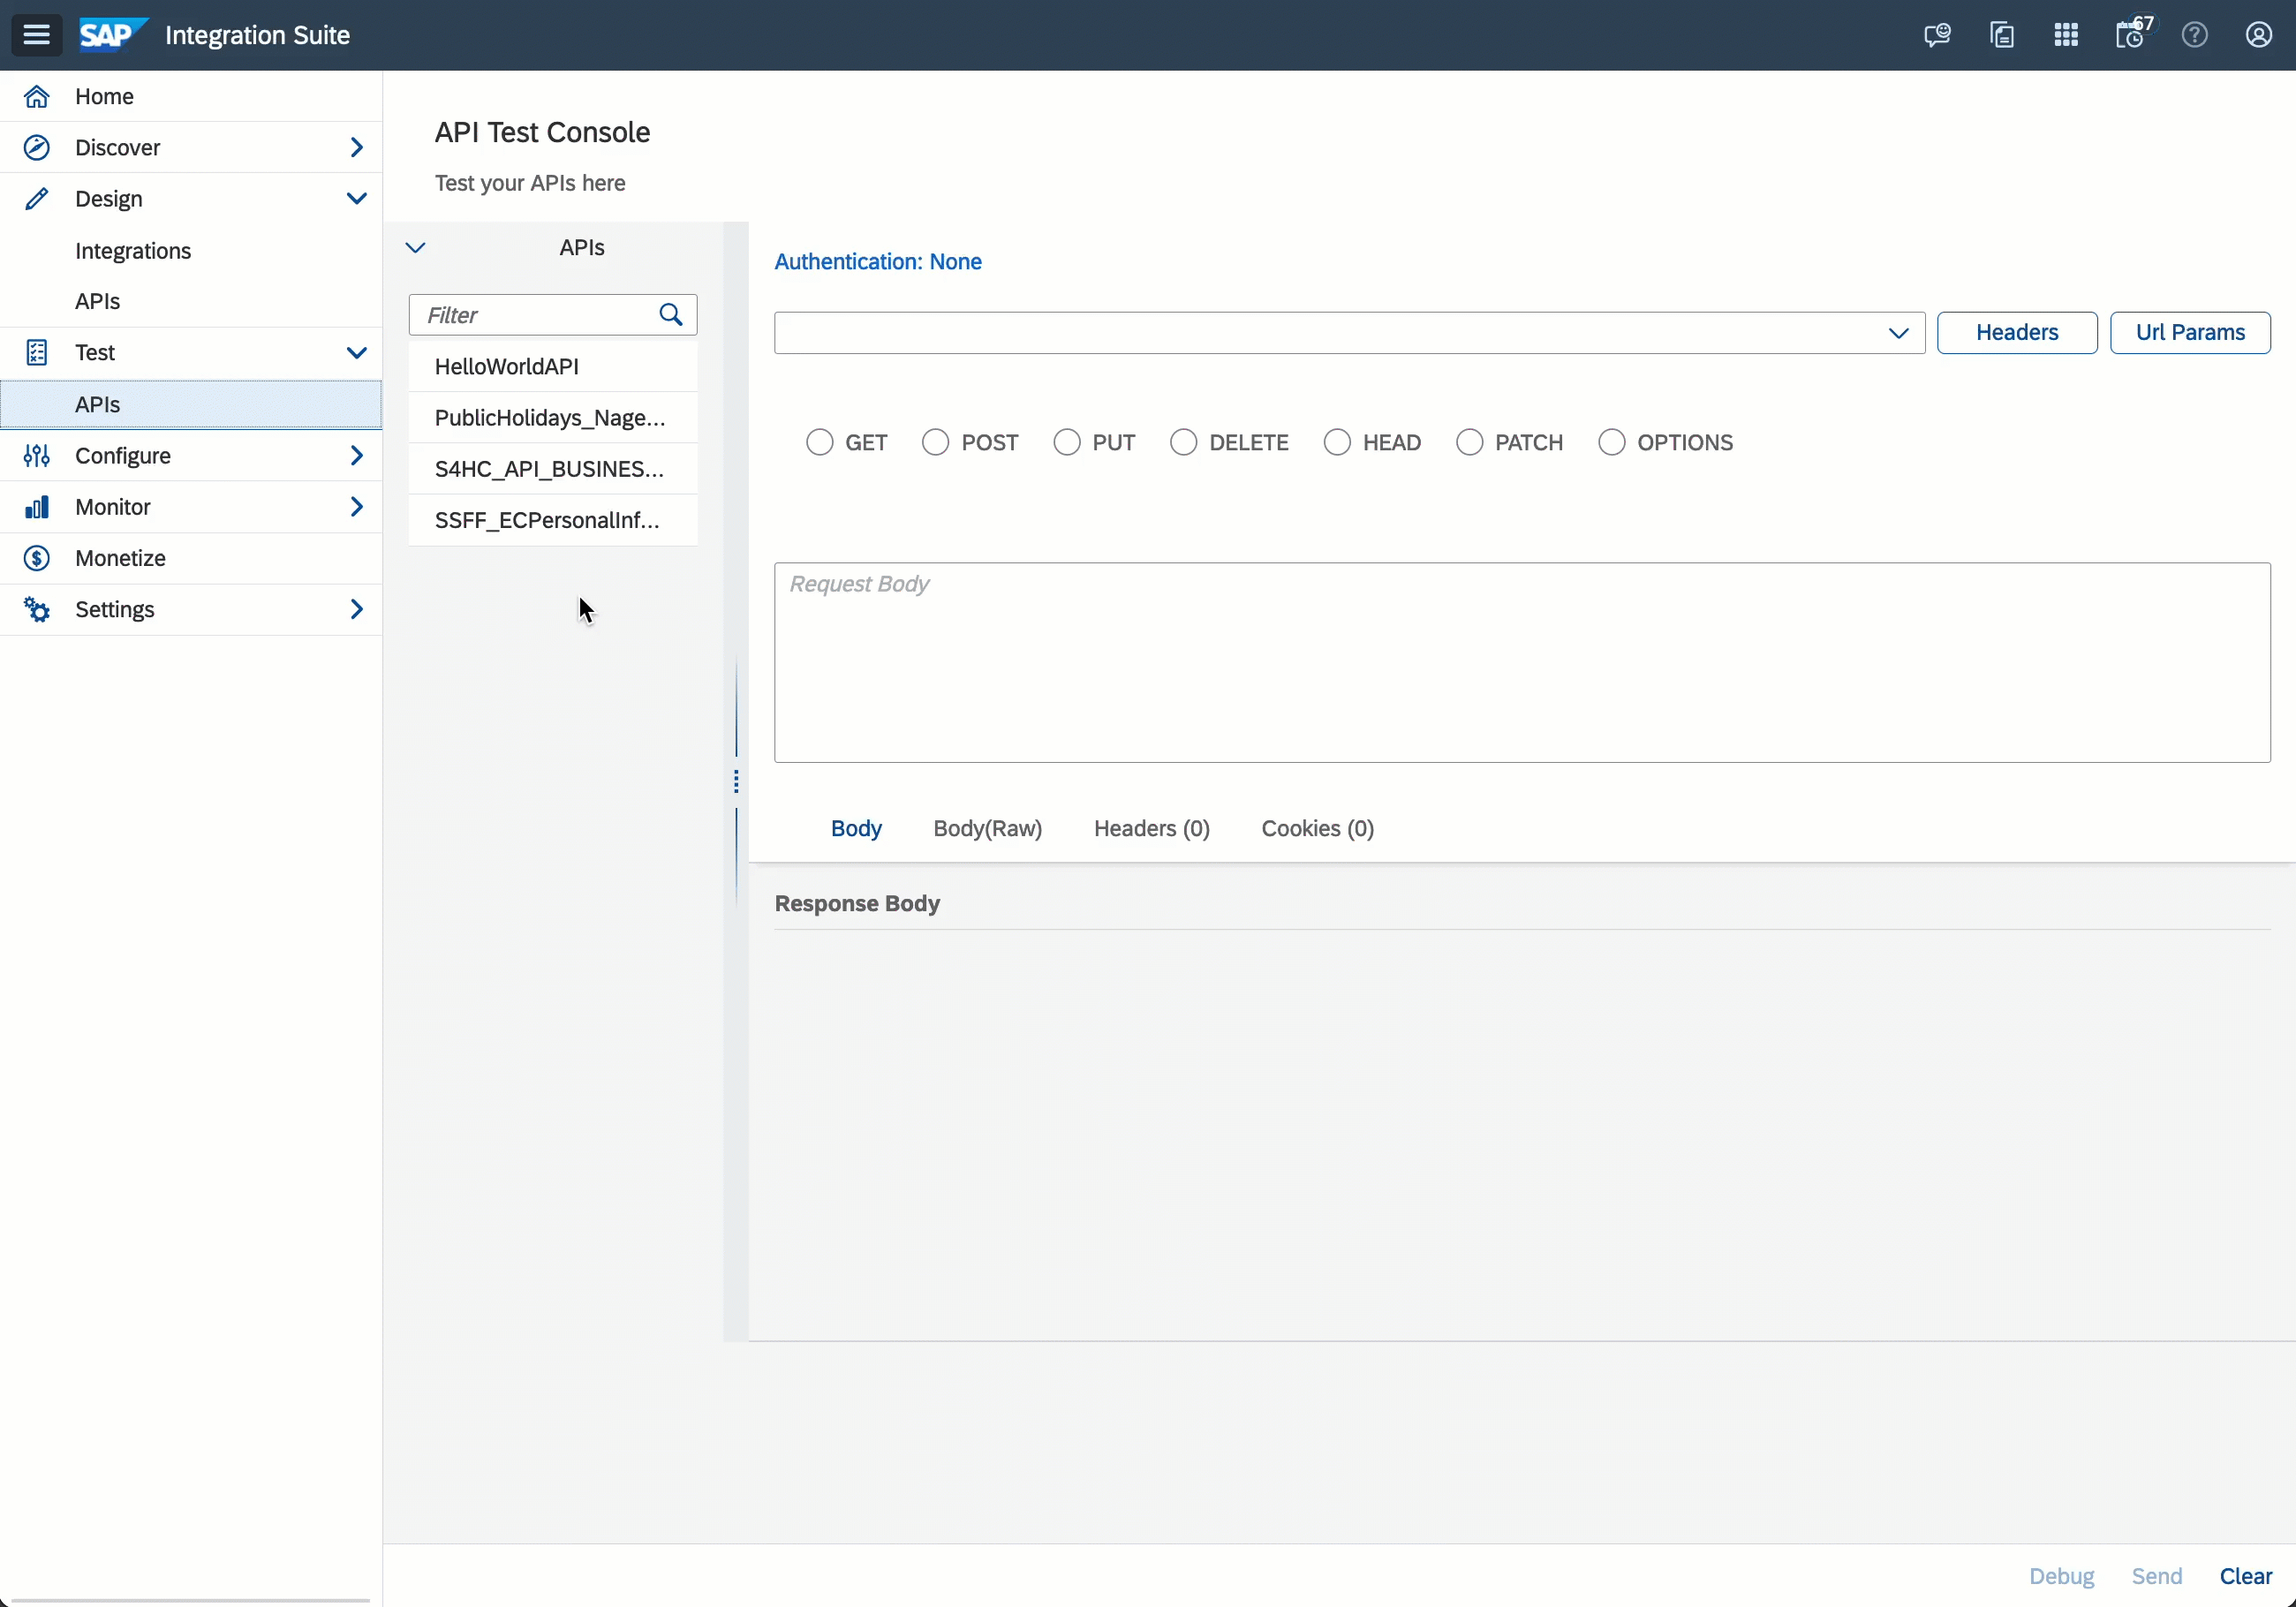 SAP Integration Suite
67
Home
Discover
Design
Integrations
APIs
Test
APIs
Configure
Monitor
Monetize
Settings
API Test Console
Test your APIs here
APIs
Filter
HelloWorldAPI
PublicHolidays_Nage...
S4HC_API_BUSINES...
SSFF_ECPersonalInf...
Authentication: None
Headers
Url Params
GET POST PUT DELETE HEAD PATCH OPTIONS
Request Body
Body Body(Raw) Headers (0) Cookies (0)
Response Body
Debug Send Clear